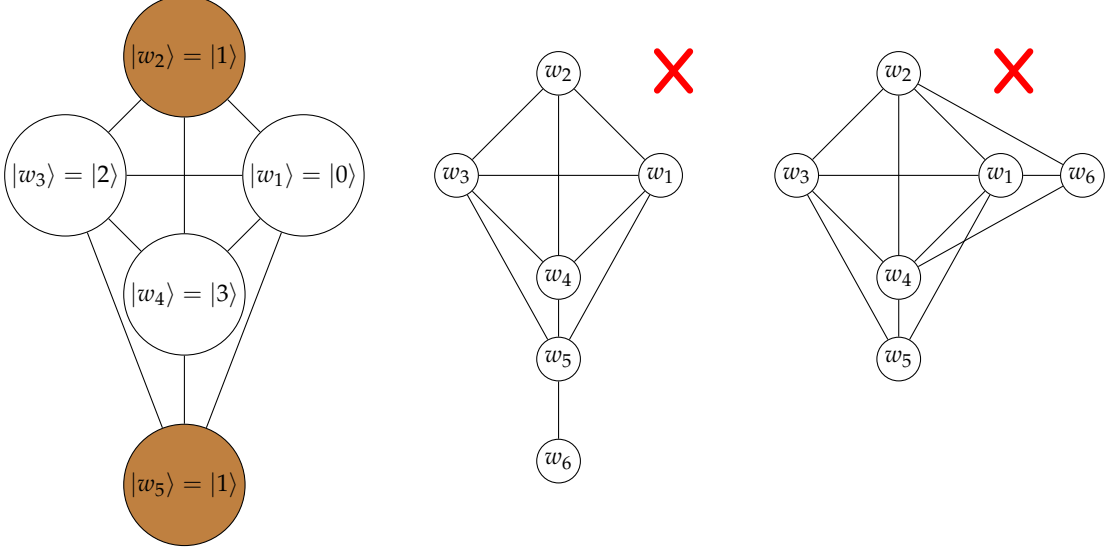 |w₂⟩ = |1⟩
|w₃⟩ = |2⟩
|w₁⟩ = |0⟩
|w₄⟩ = |3⟩
|w₅⟩ = |1⟩
w₂
w₃
w₁
w₄
w₅
w₆
w₂
w₃
w₁
w₆
w₄
w₅